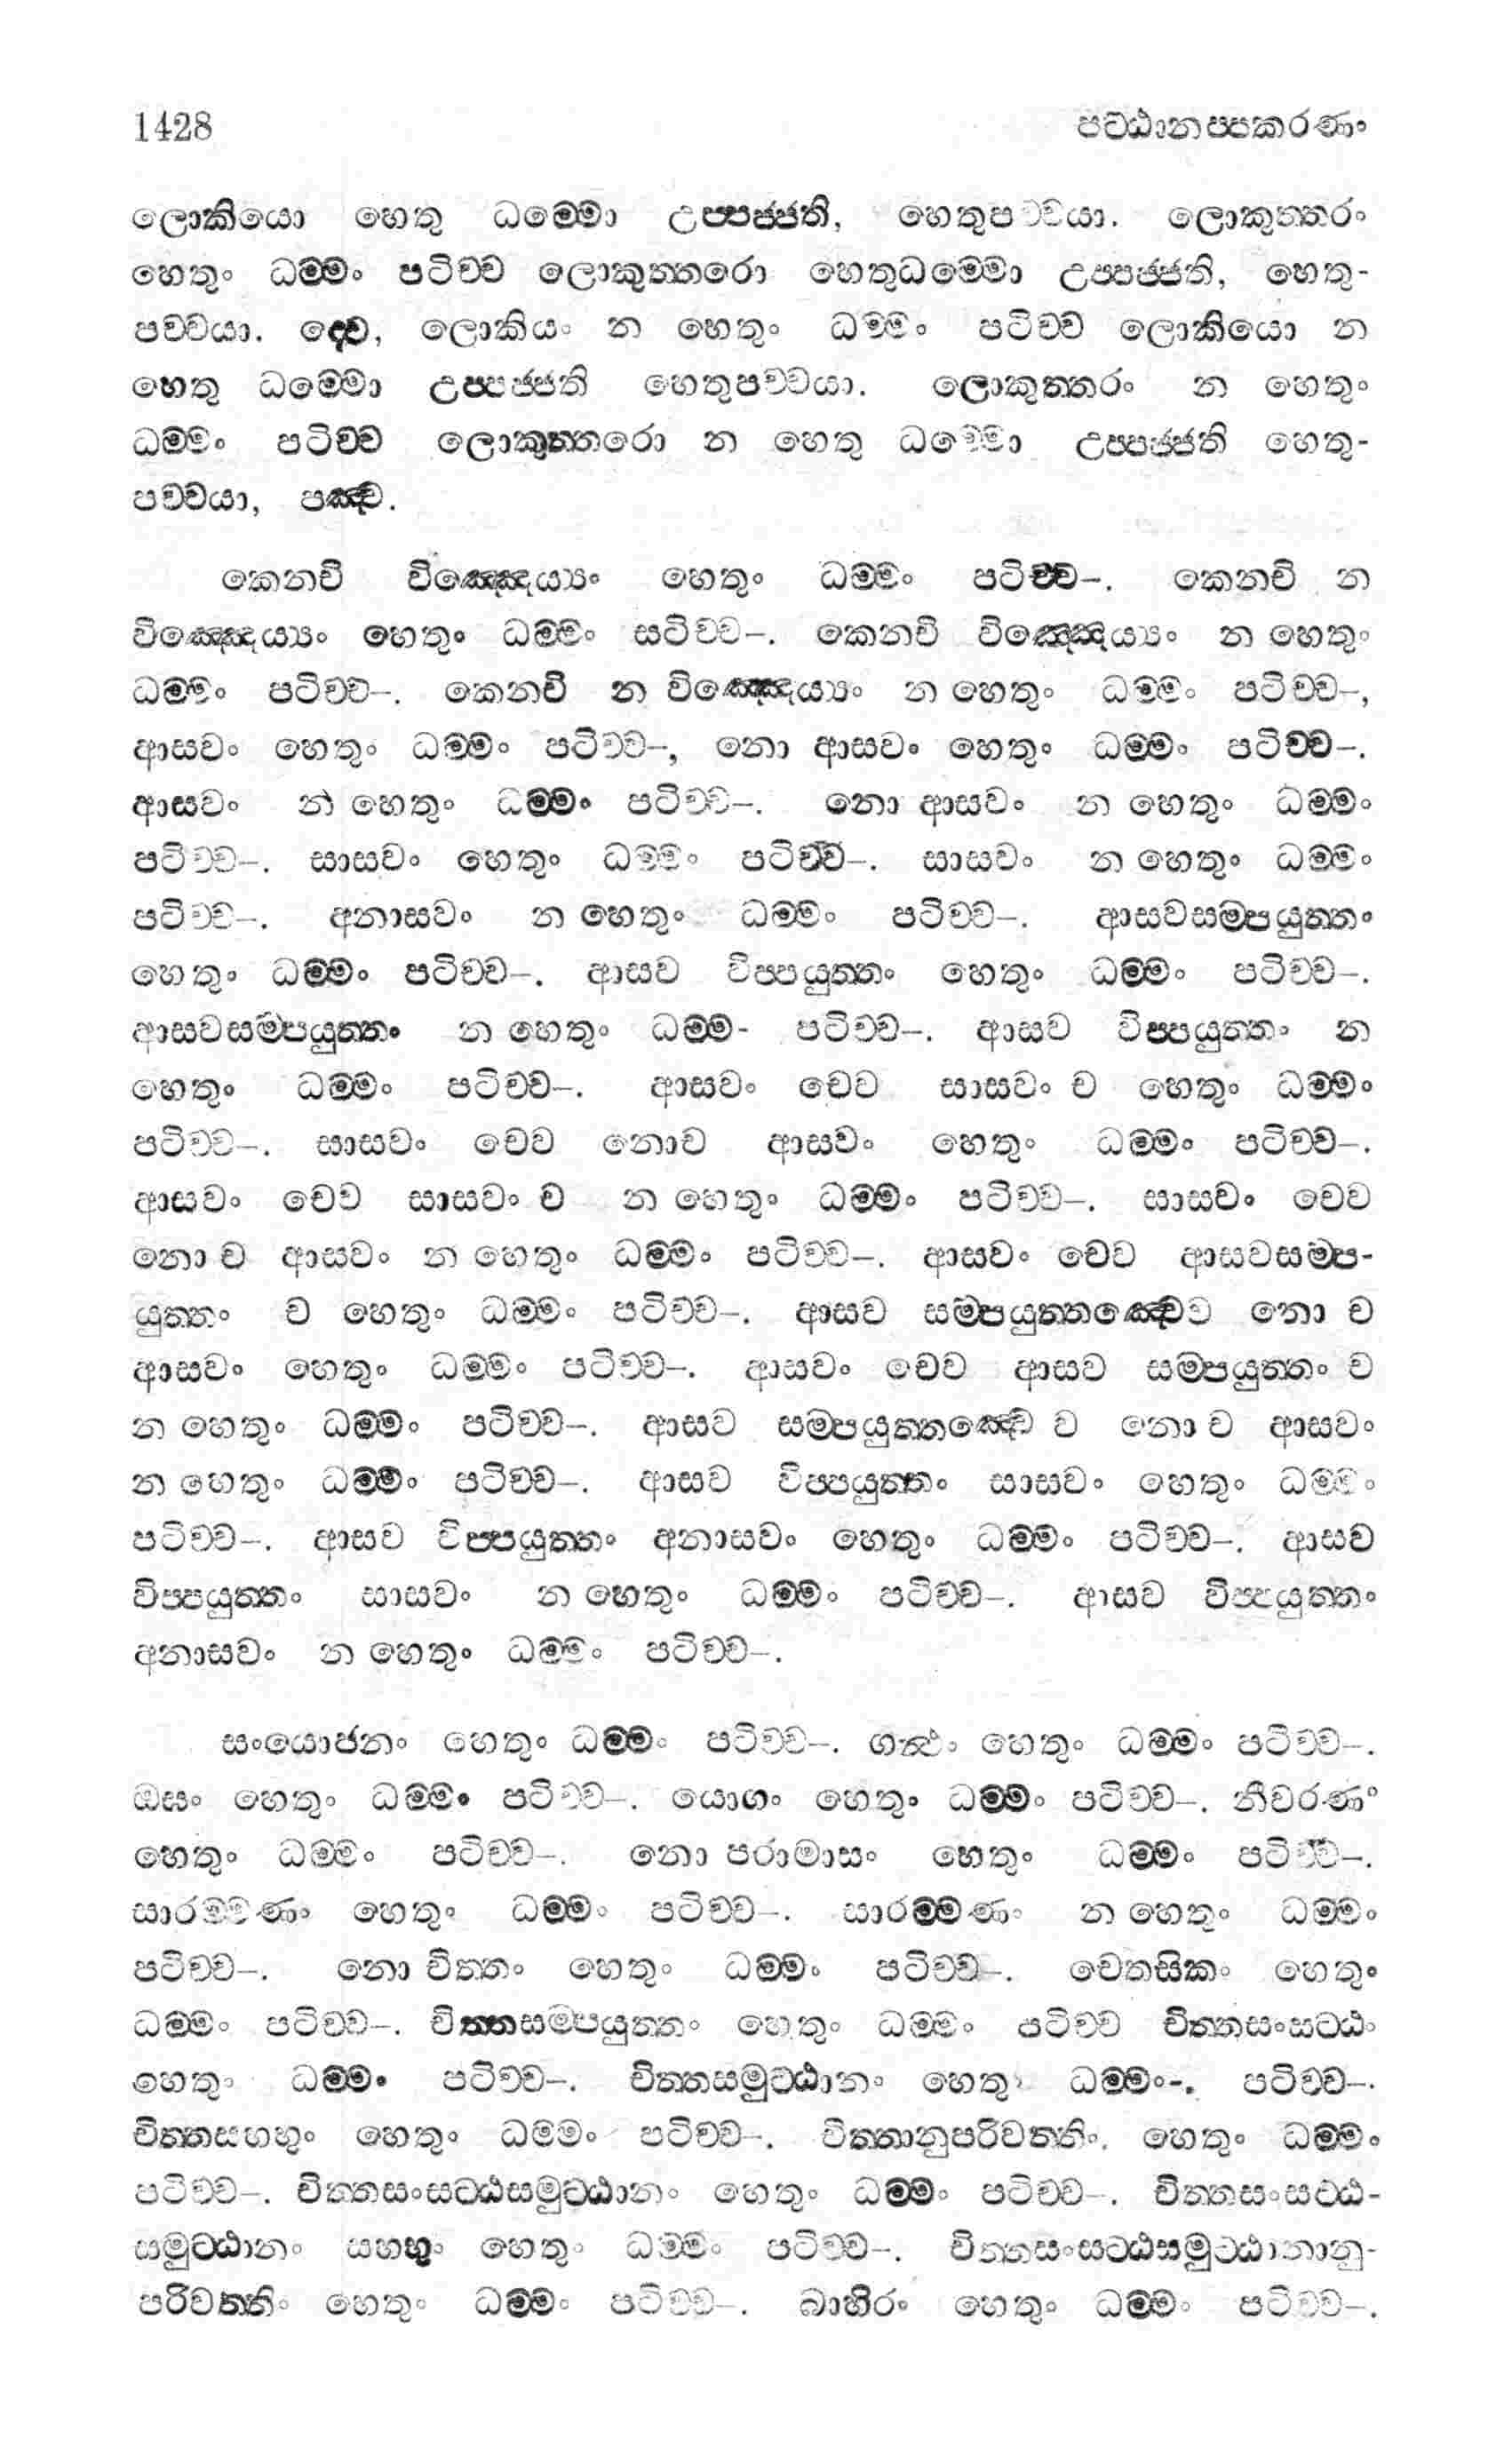 1428 පට්ඨානප්පකරණං
ලොකියො හෙතු ධම්මො උප්පජ්ජති, හෙතුපච්චයා. ලොකුත්තරං
හෙතුං ධම්මං පටිච්ච ලොකුත්තරො හෙතුධම්මො උප්පජ්ජති, හෙතු-
පච්චයා. ද්වෙ, ලොකියං න හෙතුං ධම්මං පටිච්ච ලොකියො න
හෙතු ධම්මො උප්පජ්ජති හෙතුපච්චයා. ලොකුත්තරං න හෙතුං
ධම්මං පටිච්ච ලොකුත්තරො න හෙතු ධම්මො උප්පජ්ජති හෙතු-
පච්චයා, පඤ්ච.
කෙනචි විඤ්ඤෙය්‍යං හෙතුං ධම්මං පටිච්ච–. කෙනචි න
විඤ්ඤෙය්‍යං හෙතුං ධම්මං සටිච්ච–. කෙනචි විඤ්ඤෙය්‍යං න හෙතුං
ධම්මං පටිච්ච–. කෙනචි න විඤ්ඤෙය්‍යං න හෙතුං ධම්මං පටිච්ච–,
ආසවං හෙතුං ධම්මං පටිච්ච–, නො ආසවං හෙතුං ධම්මං පටිච්ච–.
ආසවං න හෙතුං ධම්මං පටිච්ච–. නො ආසවං න හෙතුං ධම්මං
පටිච්ච–. සාසවං හෙතුං ධම්මං පටිච්ච–. සාසවං න හෙතුං ධම්මං
පටිච්ච–. අනාසවං න හෙතුං ධම්මං පටිච්ච–. ආසවසම්පයුත්තං
හෙතුං ධම්මං පටිච්ච–. ආසව විප්පයුත්තං හෙතුං ධම්මං පටිච්ච–.
ආසවසම්පයුත්තං න හෙතුං ධම්ම- පටිච්ච–. ආසව විප්පයුත්තං න
හෙතුං ධම්මං පටිච්ච–. ආසවං චෙව සාසවං ච හෙතුං ධම්මං
පටිච්ච–. සාසවං චෙව නොච ආසවං හෙතුං ධම්මං පටිච්ච–.
ආසවං චෙව සාසවං ච න හෙතුං ධම්මං පටිච්ච–. සාසවං චෙව
නො ච ආසවං න හෙතුං ධම්මං පටිච්ච–. ආසවං චෙව ආසවසම්ප-
යුත්තං ච හෙතුං ධම්මං පටිච්ච–. ආසව සම්පයුත්තඤ්චෙව නො ච
ආසවං හෙතුං ධම්මං පටිච්ච–. ආසවං චෙව ආසව සම්පයුත්තං ච
න හෙතුං ධම්මං පටිච්ච–. ආසව සම්පයුත්තඤ්චෙ ව නො ච ආසවං
න හෙතුං ධම්මං පටිච්ච–. ආසව විප්පයුත්තං සාසවං හෙතුං ධම්මං
පටිච්ච–. ආසව විප්පයුත්තං අනාසවං හෙතුං ධම්මං පටිච්ච–. ආසව
විප්පයුත්තං සාසවං න හෙතුං ධම්මං පටිච්ච–. ආසව විප්පයුත්තං
අනාසවං න හෙතුං ධම්මං පටිච්ච–.
සංයොජනං හෙතුං ධම්මං පටිච්ච–. ගන්ථං හෙතුං ධම්මං පටිච්ච–.
ඔඝං හෙතුං ධම්මං පටිච්ච–. යොගං හෙතුං ධම්මං පටිච්ච–. නීවරණං
හෙතුං ධම්මං පටිච්ච–. නො පරාමාසං හෙතුං ධම්මං පටිච්ච–.
සාරම්මණං හෙතුං ධම්මං පටිච්ච–. සාරම්මණං න හෙතුං ධම්මං
පටිච්ච–. නො චිත්තං හෙතුං ධම්මං පටිච්ච–. චෙතසිකං හෙතුං
ධම්මං පටිච්ච–. චිත්තසම්පයුත්තං හෙතුං ධම්මං පටිච්ච චිත්තසංසට්ඨං
හෙතුං ධම්මං පටිච්ච–. චිත්තසමුට්ඨානං හෙතුං ධම්මං-. පටිච්ච–.
චිත්තසහභුං හෙතුං ධම්මං පටිච්ච–. චිත්තානුපරිවත්තිං. හෙතුං ධම්මං
පටිච්ච–. චිත්තසංසට්ඨසමුට්ඨානං හෙතුං ධම්මං පටිච්ච–. චිත්තසංසට්ඨ-
සමුට්ඨානං සහභුං හෙතුං ධම්මං පටිච්ච–. චිත්තසංසට්ඨසමුට්ඨානානු-
පරිවත්තිං හෙතුං ධම්මං පටිච්ච–. බාහිරං හෙතුං ධම්මං පටිච්ච–.